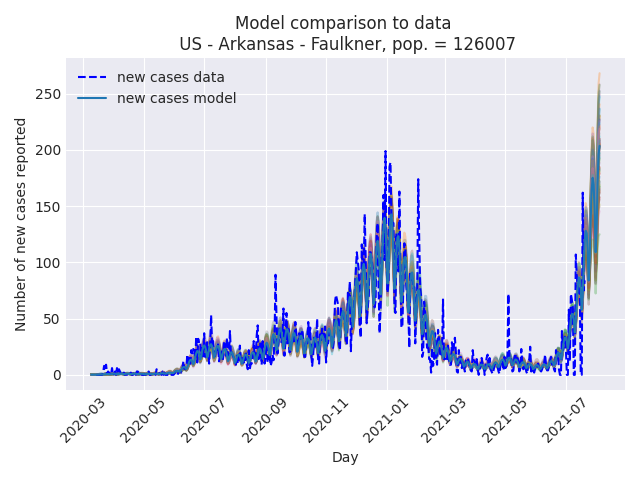 Model comparison to data
US - Arkansas - Faulkner, pop. = 126007
new cases data
new cases model
Number of new cases reported
250
200
150
100
50
0
2020-03
2020-05
2020-07
2020-09
2020-11
2021-01
2021-03
2021-05
2021-07
Day